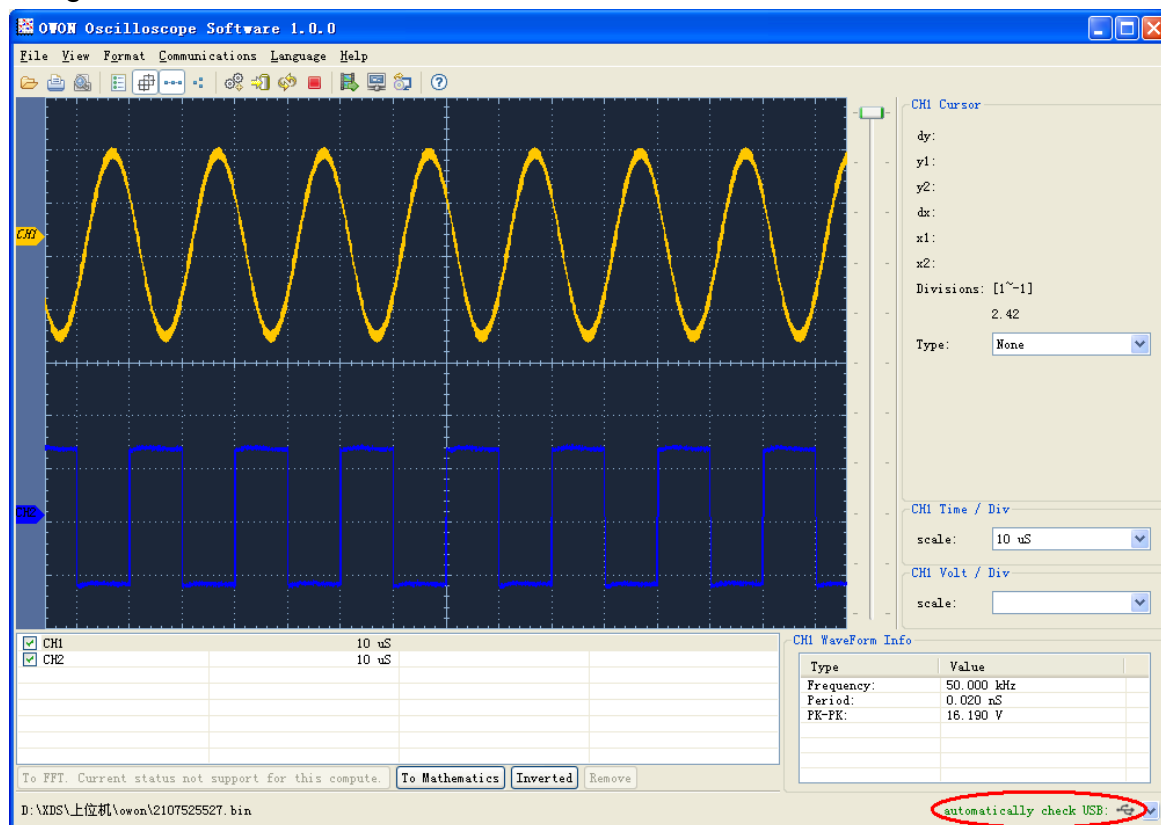 OWON Oscilloscope Software 1.0.0
File View Format Communications Language Help
CH1
CH2
CH1 Cursor
dy:
y1:
y2:
dx:
x1:
x2:
Divisions: [1~-1]
2.42
Type: None
CH1 Time / Div
scale: 10 uS
CH1 Volt / Div
scale:
CH1 10 uS
CH2 10 uS
CH1 WaveForm Info
Type Value
Frequency: 50.000 kHz
Period: 0.020 nS
PK-PK: 16.190 V
To FFT. Current status not support for this compute. To Mathematics Inverted Remove
D:\XDS\上位机\owon\2107525527.bin
automatically check USB: